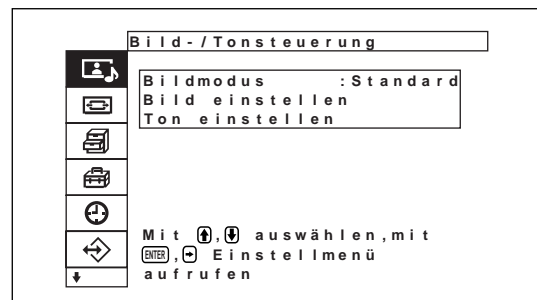 Bild-/Tonsteuerung
Bildmodus :Standard
Bild einstellen
Ton einstellen
Mit ⬆,⬇ auswählen,mit
ENTER,➡ Einstellmenü
aufrufen